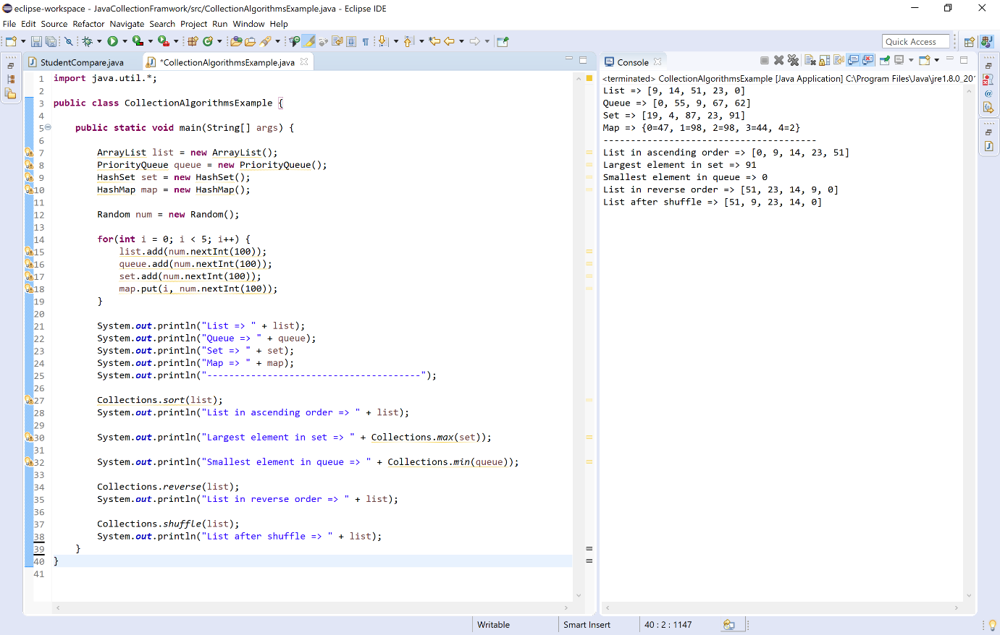 eclipse-workspace - JavaCollectionFramwork/src/CollectionAlgorithmsExample.java - Eclipse IDE
File Edit Source Refactor Navigate Search Project Run Window Help
Quick Access
StudentCompare.java *CollectionAlgorithmsExample.java
1 import java.util.*;
2
3 public class CollectionAlgorithmsExample {
4
5 public static void main(String[] args) {
6
7 ArrayList list = new ArrayList();
8 PriorityQueue queue = new PriorityQueue();
9 HashSet set = new HashSet();
10 HashMap map = new HashMap();
11
12 Random num = new Random();
13
14 for(int i = 0; i < 5; i++) {
15 list.add(num.nextInt(100));
16 queue.add(num.nextInt(100));
17 set.add(num.nextInt(100));
18 map.put(i, num.nextInt(100));
19 }
20
21 System.out.println("List => " + list);
22 System.out.println("Queue => " + queue);
23 System.out.println("Set => " + set);
24 System.out.println("Map => " + map);
25 System.out.println("---------------------------------------");
26
27 Collections.sort(list);
28 System.out.println("List in ascending order => " + list);
29
30 System.out.println("Largest element in set => " + Collections.max(set));
31
32 System.out.println("Smallest element in queue => " + Collections.min(queue));
33
34 Collections.reverse(list);
35 System.out.println("List in reverse order => " + list);
36
37 Collections.shuffle(list);
38 System.out.println("List after shuffle => " + list);
39 }
40 }
41
Console
<terminated> CollectionAlgorithmsExample [Java Application] C:\Program Files\Java\jre1.8.0_20
List => [9, 14, 51, 23, 0]
Queue => [0, 55, 9, 67, 62]
Set => [19, 4, 87, 23, 91]
Map => {0=47, 1=98, 2=98, 3=44, 4=2}
---------------------------------------
List in ascending order => [0, 9, 14, 23, 51]
Largest element in set => 91
Smallest element in queue => 0
List in reverse order => [51, 23, 14, 9, 0]
List after shuffle => [51, 9, 23, 14, 0]
Writable Smart Insert 40 : 2 : 1147